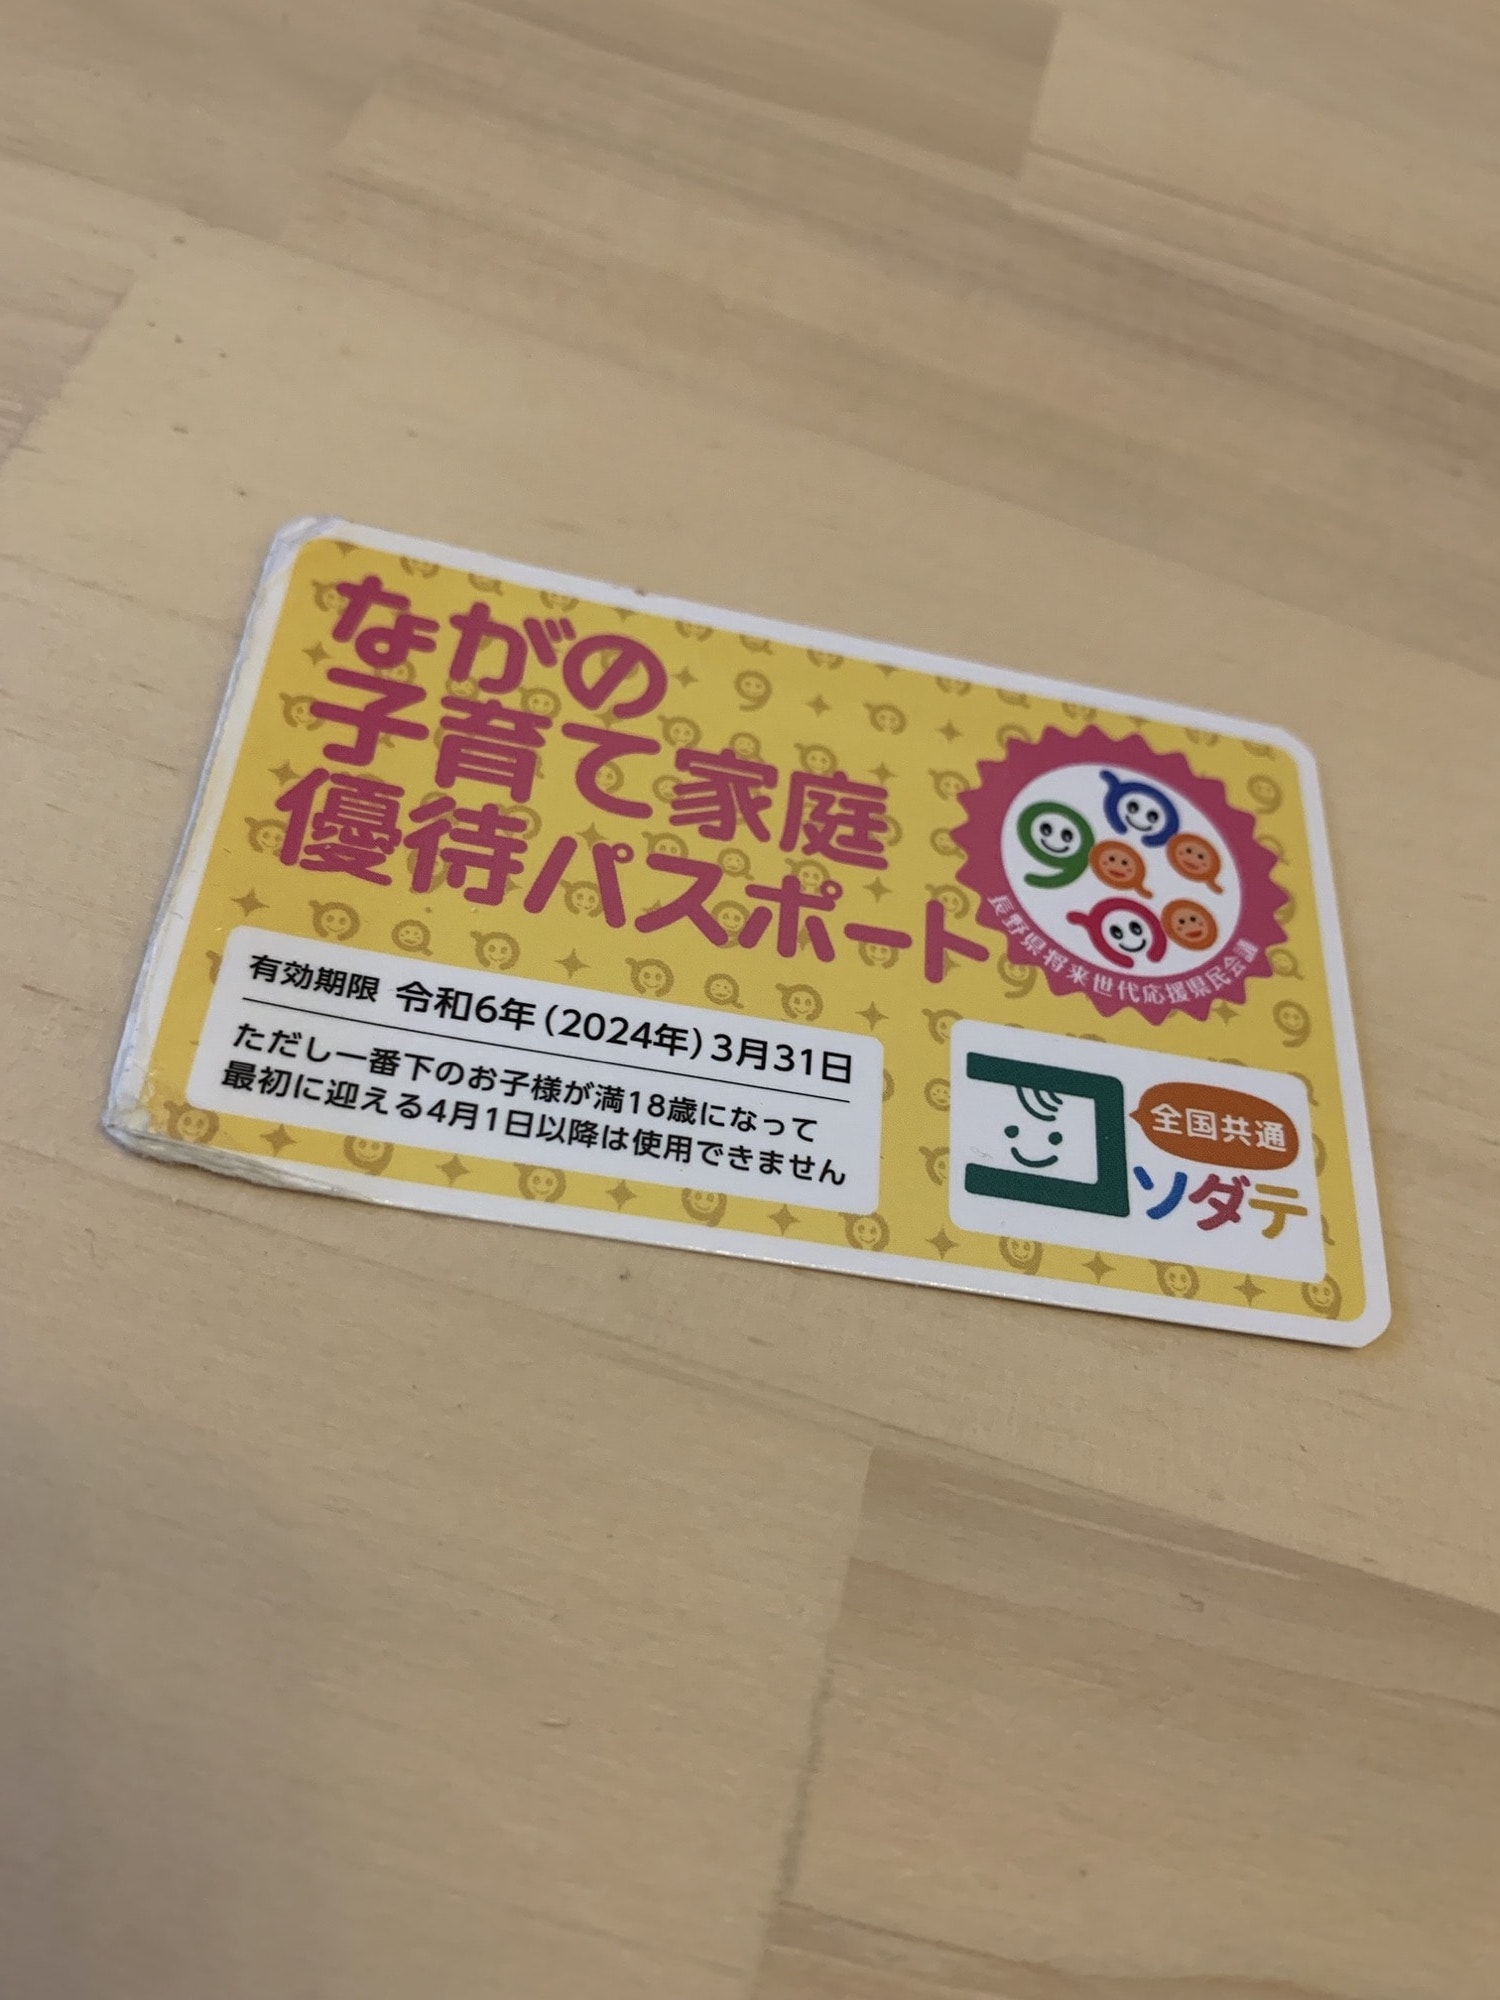 ながの
子育て家庭
優待パスポート
長野県将来世代応援県民会議
有効期限 令和6年(2024年)3月31日
ただし一番下のお子様が満18歳になって
最初に迎える4月1日以降は使用できません
全国共通
コソダテ